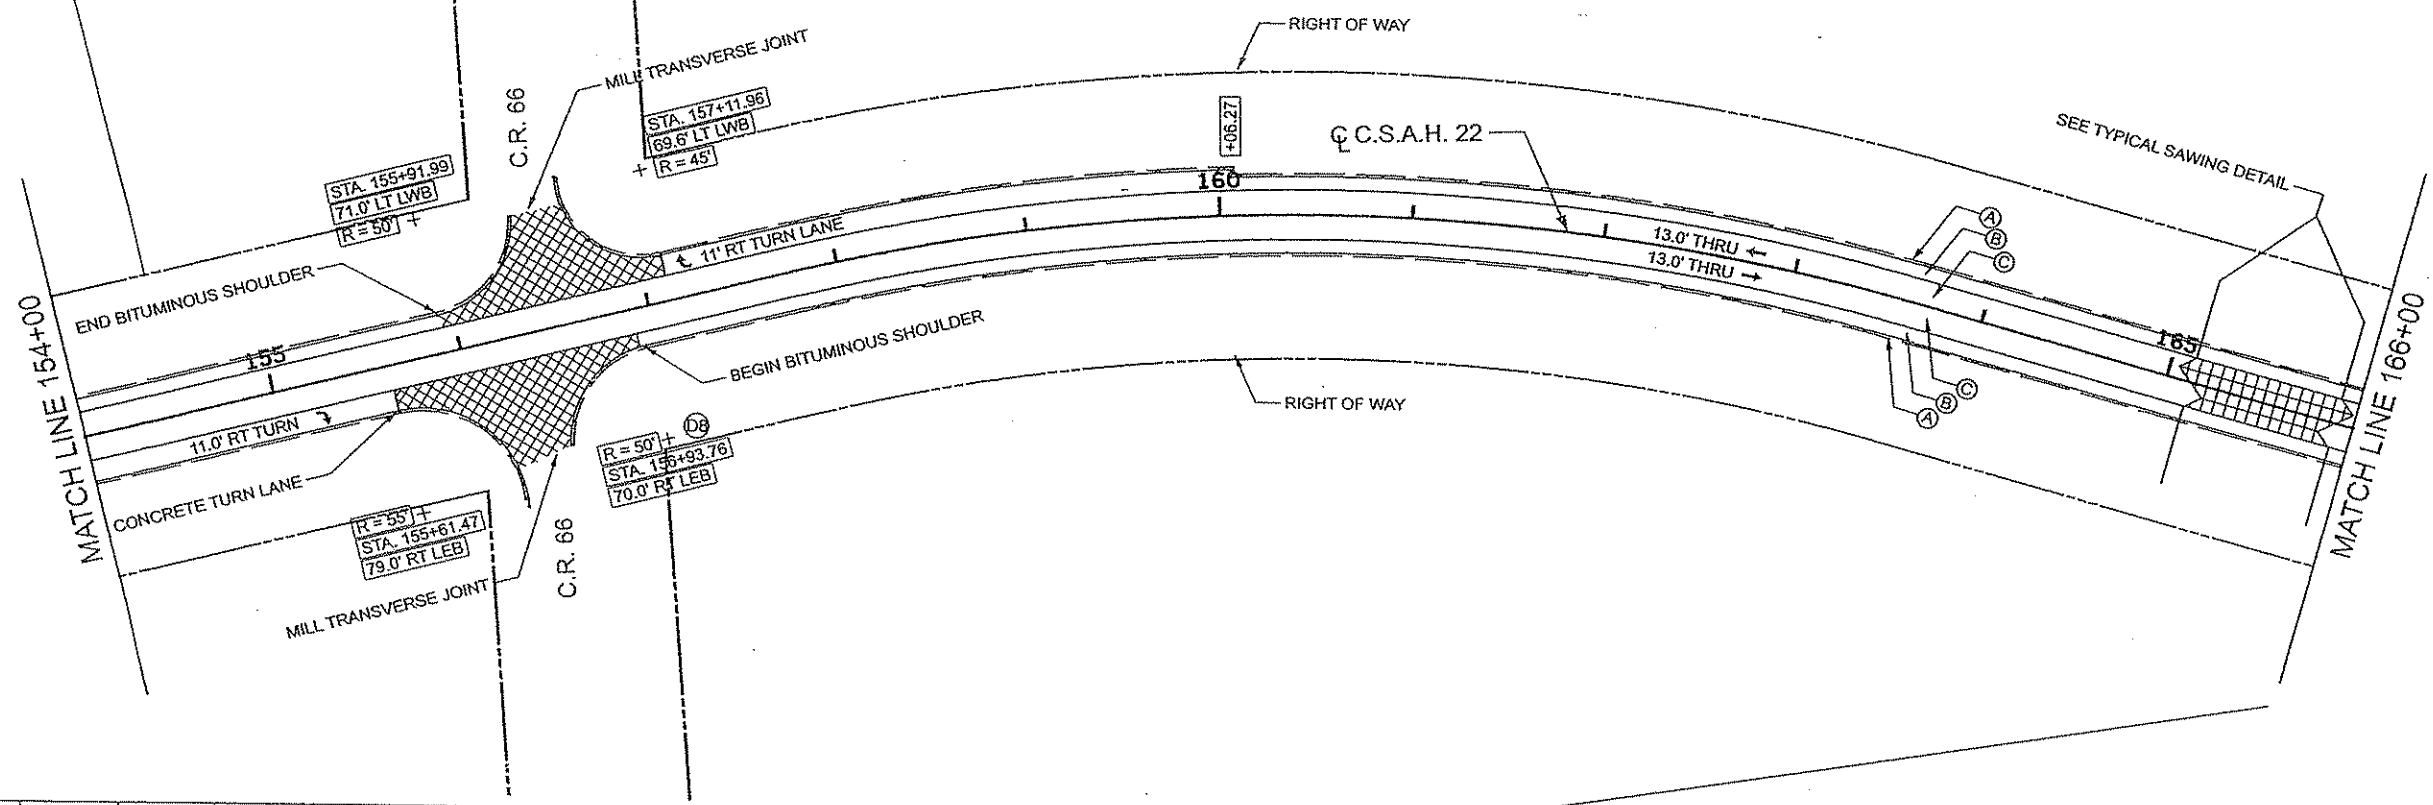 RIGHT OF WAY
MILL TRANSVERSE JOINT
C.R. 66
STA. 157+11.96
69.6' LT LWB
R = 45'
+06.27
℄ C.S.A.H. 22
SEE TYPICAL SAWING DETAIL
STA. 155+91.99
71.0' LT LWB
R = 50'
160
11' RT TURN LANE
13.0' THRU
13.0' THRU
A
B
C
END BITUMINOUS SHOULDER
MATCH LINE 154+00
155
165
MATCH LINE 166+00
BEGIN BITUMINOUS SHOULDER
RIGHT OF WAY
C
B
A
11.0' RT TURN
CONCRETE TURN LANE
D8
R = 50'
STA. 156+93.76
70.0' RT LEB
R = 55'
STA. 155+61.47
79.0' RT LEB
C.R. 66
MILL TRANSVERSE JOINT